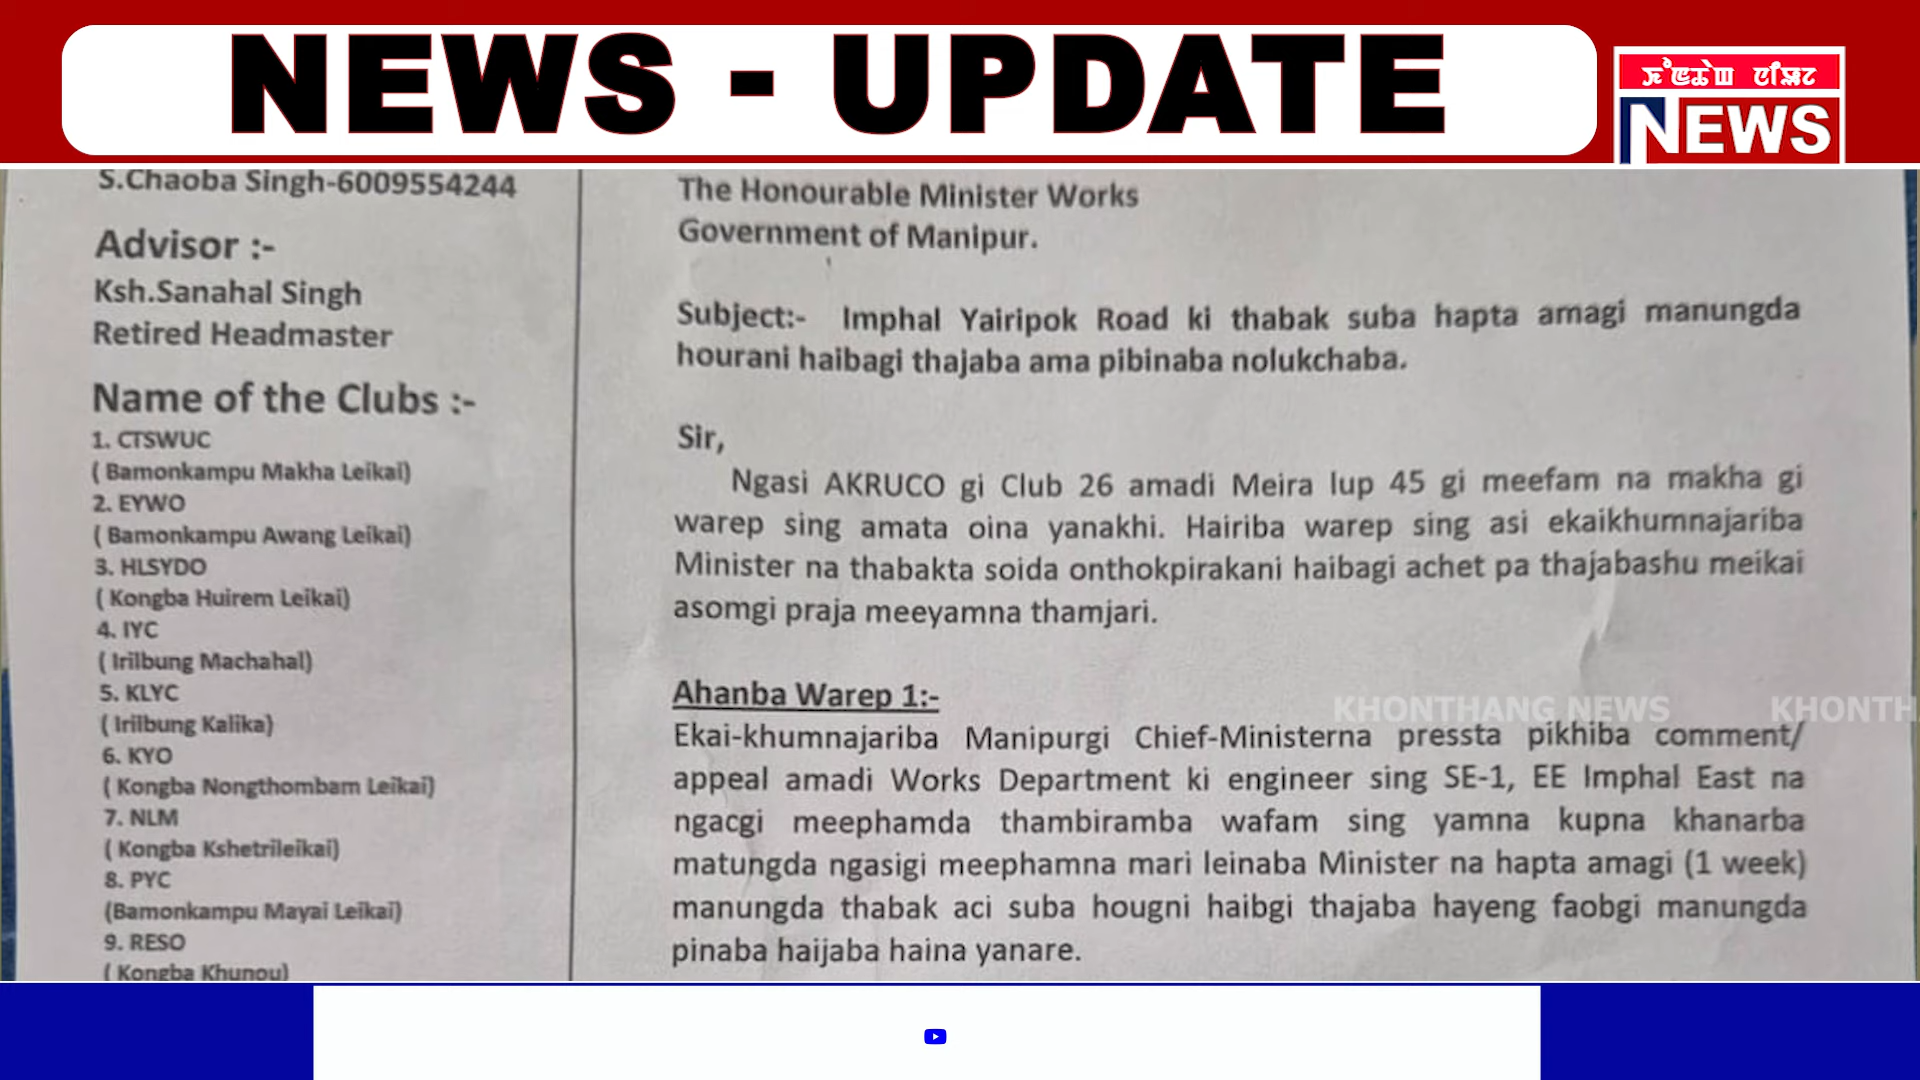 NEWS - UPDATE
NEWS
S.Chaoba Singh-6009554244
Advisor :-
Ksh.Sanahal Singh
Retired Headmaster
Name of the Clubs :-
1. CTSWUC
( Bamonkampu Makha Leikai)
2. EYWO
( Bamonkampu Awang Leikai)
3. HLSYDO
( Kongba Huirem Leikai)
4. IYC
( Irilbung Machahal)
5. KLYC
( Irilbung Kalika)
6. KYO
( Kongba Nongthombam Leikai)
7. NLM
( Kongba Kshetrileikai)
8. PYC
(Bamonkampu Mayai Leikai)
9. RESO
( Kongba Khunou)
The Honourable Minister Works
Government of Manipur.
Subject:- Imphal Yairipok Road ki thabak suba hapta amagi manungda
hourani haibagi thajaba ama pibinaba nolukchaba.
Sir,
Ngasi AKRUCO gi Club 26 amadi Meira lup 45 gi meefam na makha gi
warep sing amata oina yanakhi. Hairiba warep sing asi ekaikhumnajariba
Minister na thabakta soida onthokpirakani haibagi achet pa thajabashu meikai
asomgi praja meeyamna thamjari.
Ahanba Warep 1:-
Ekai-khumnajariba Manipurgi Chief-Ministerna pressta pikhiba comment/
appeal amadi Works Department ki engineer sing SE-1, EE Imphal East na
ngacgi meephamda thambiramba wafam sing yamna kupna khanarba
matungda ngasigi meephamna mari leinaba Minister na hapta amagi (1 week)
manungda thabak aci suba hougni haibgi thajaba hayeng faobgi manungda
pinaba haijaba haina yanare.
KHONTHANG NEWS
KHONTH